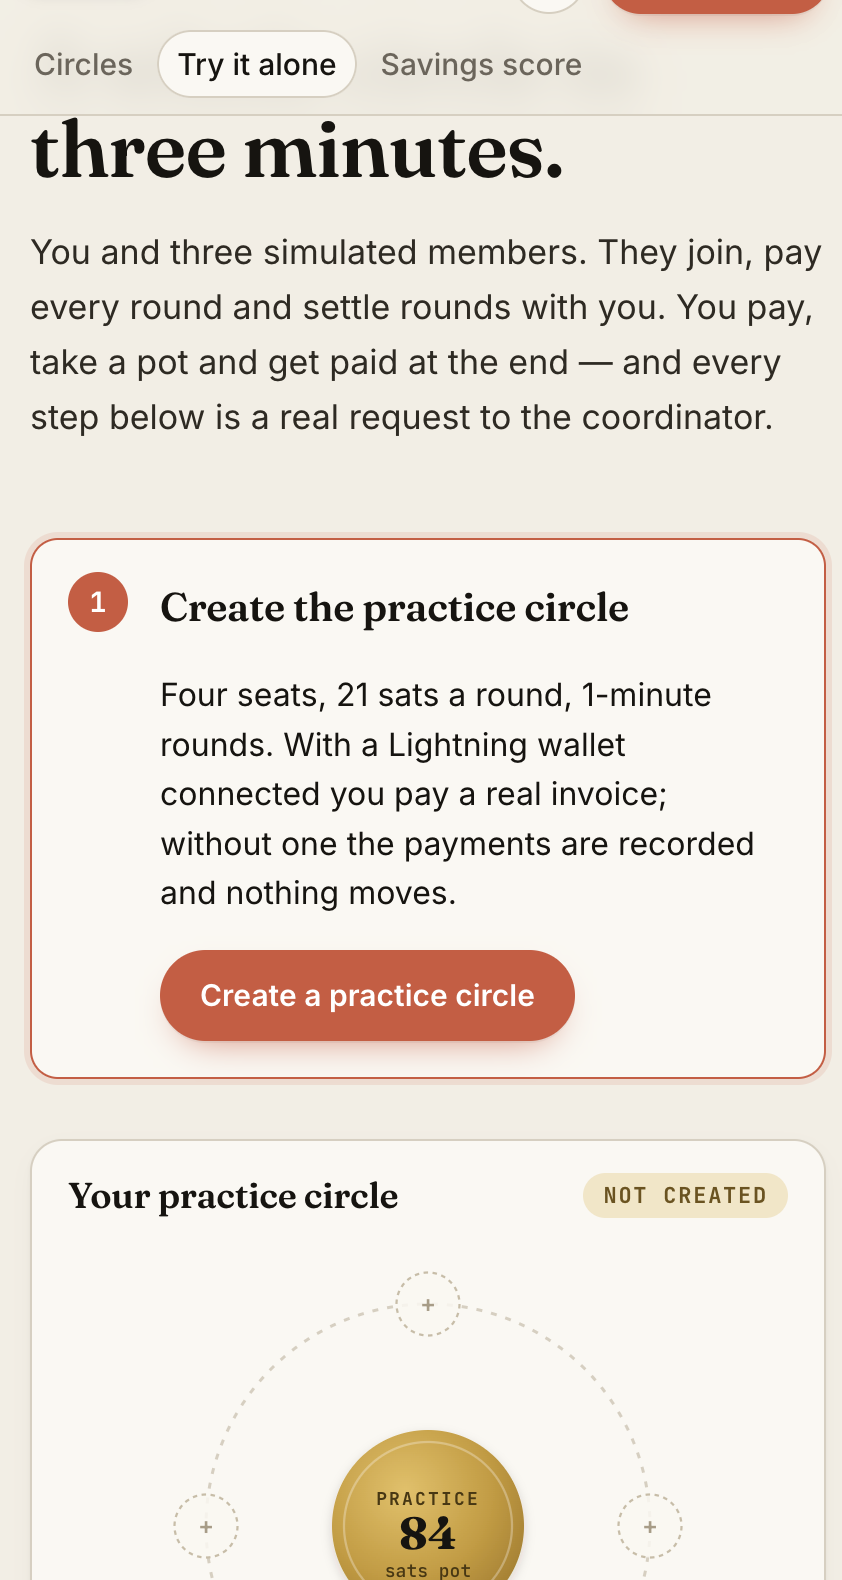 Circles
Try it alone
Savings score
three minutes.
You and three simulated members. They join, pay
every round and settle rounds with you. You pay,
take a pot and get paid at the end — and every
step below is a real request to the coordinator.
1
Create the practice circle
Four seats, 21 sats a round, 1-minute
rounds. With a Lightning wallet
connected you pay a real invoice;
without one the payments are recorded
and nothing moves.
Create a practice circle
Your practice circle
NOT CREATED
+
+
PRACTICE
84
sats pot
+